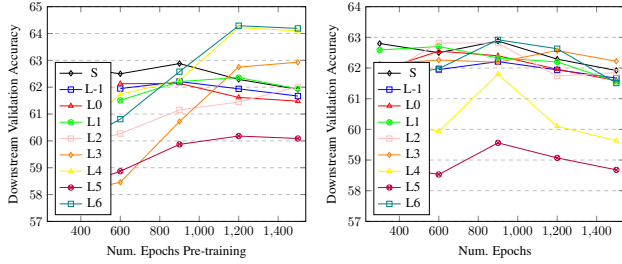 Downstream Validation Accuracy
65
64
63
62
61
60
59
58
57
S
L-1
L0
L1
L2
L3
L4
L5
L6
400
600
800
1,000
1,200
1,400
Num. Epochs Pre-training
Downstream Validation Accuracy
64
63
62
61
60
59
58
57
S
L-1
L0
L1
L2
L3
L4
L5
L6
400
600
800
1,000
1,200
1,400
Num. Epochs